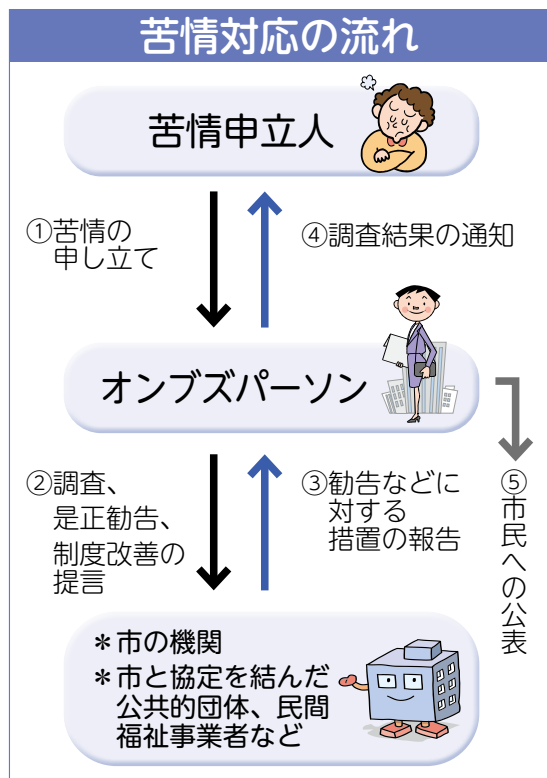 苦情対応の流れ
苦情申立人
①苦情の
申し立て
④調査結果の通知
オンブズパーソン
②調査、
是正勧告、
制度改善の
提言
③勧告などに
対する
措置の報告
⑤市民への公表
＊市の機関
＊市と協定を結んだ
公共的団体、民間
福祉事業者など